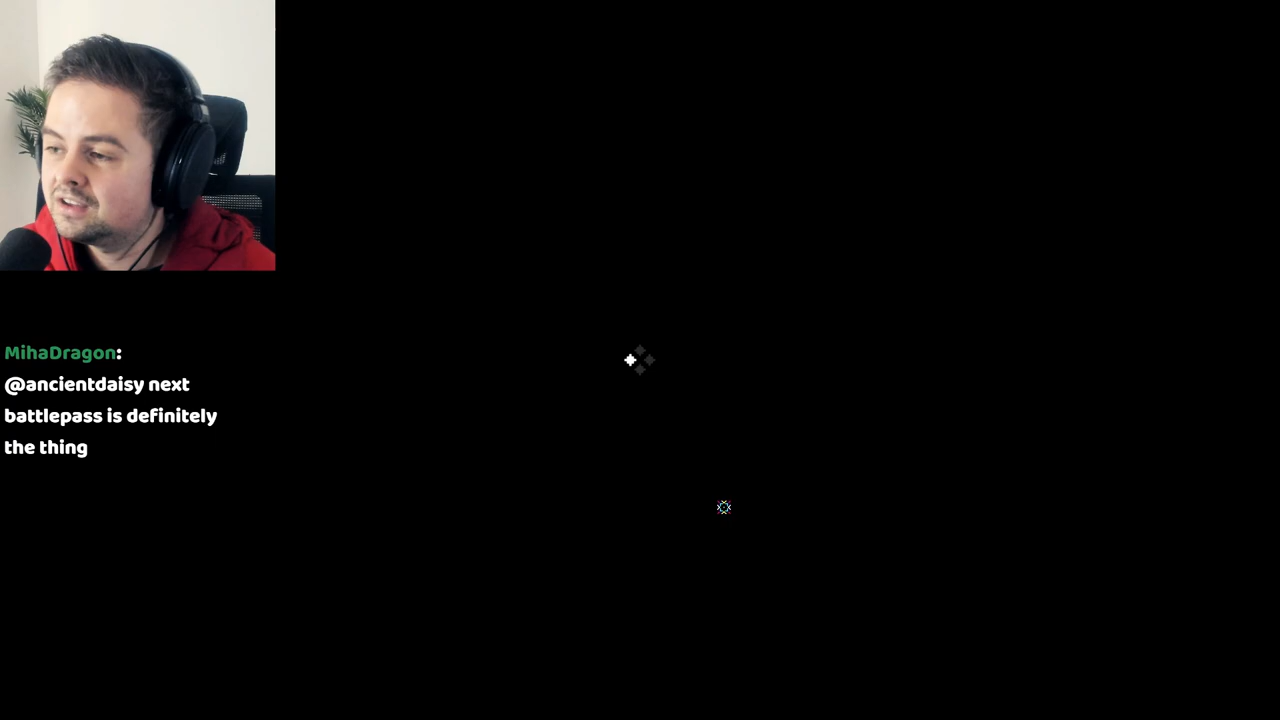 MihaDragon:
@ancientdaisy next
battlepass is definitely
the thing